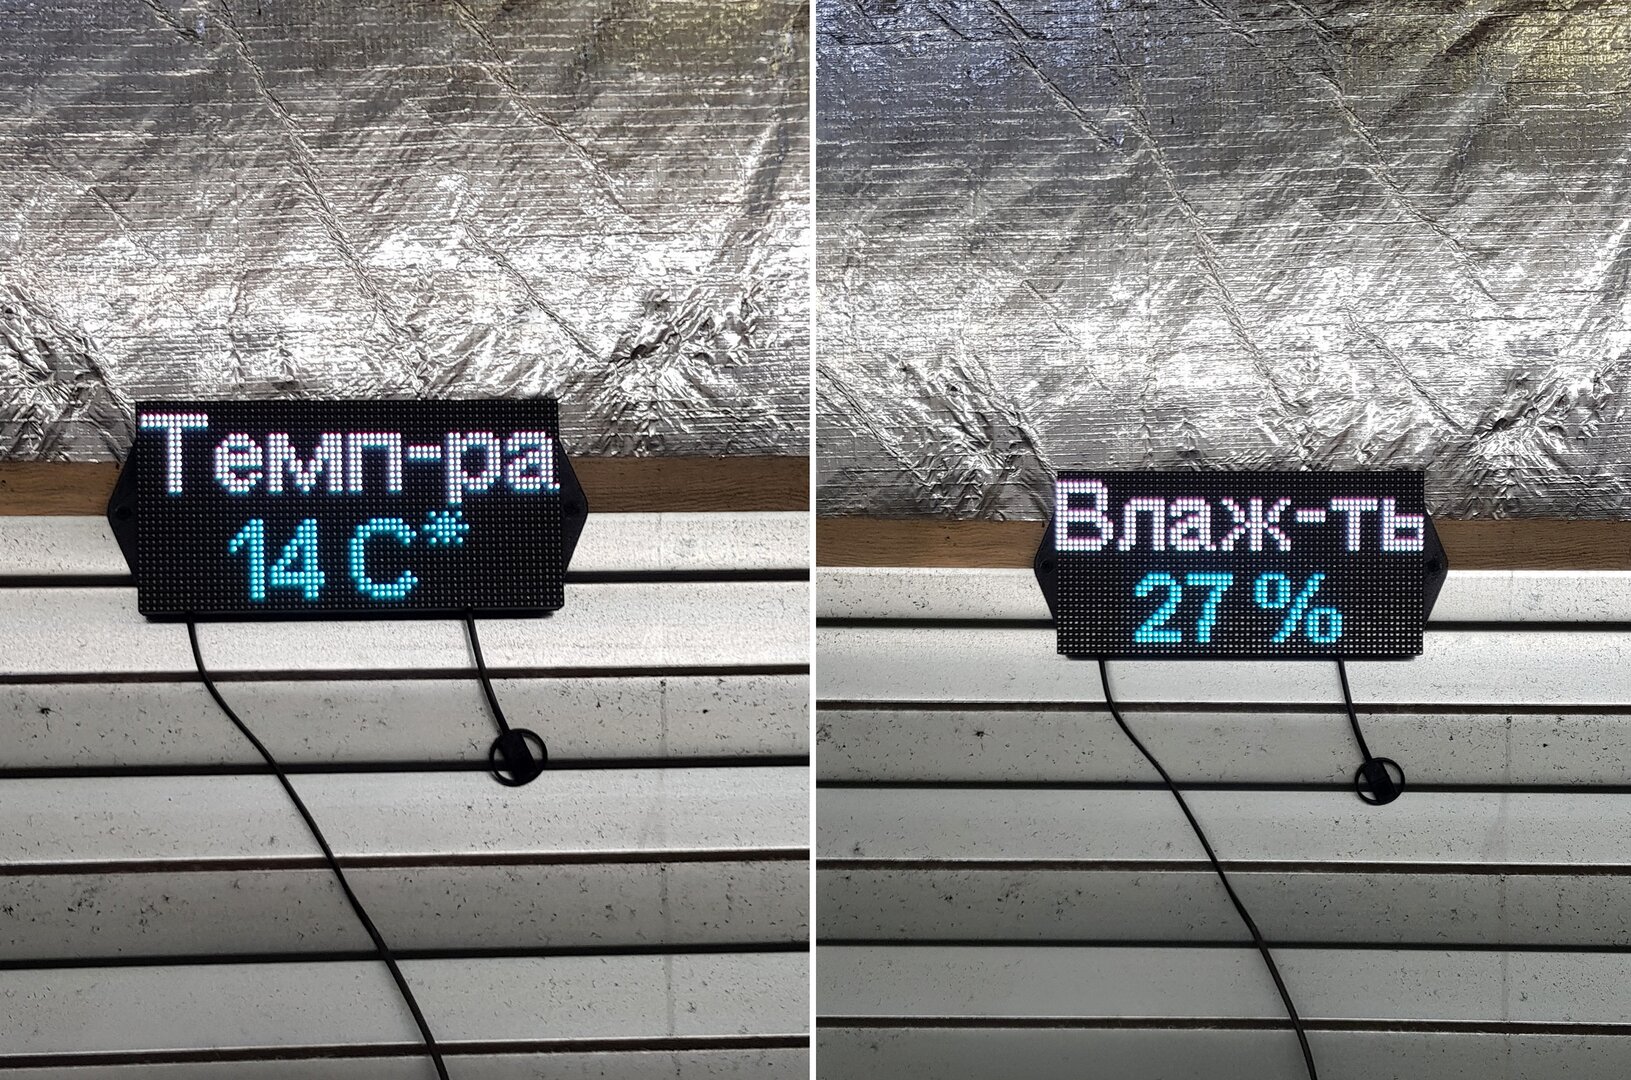 Темп-ра
14 C*
Влаж-ть
27 %